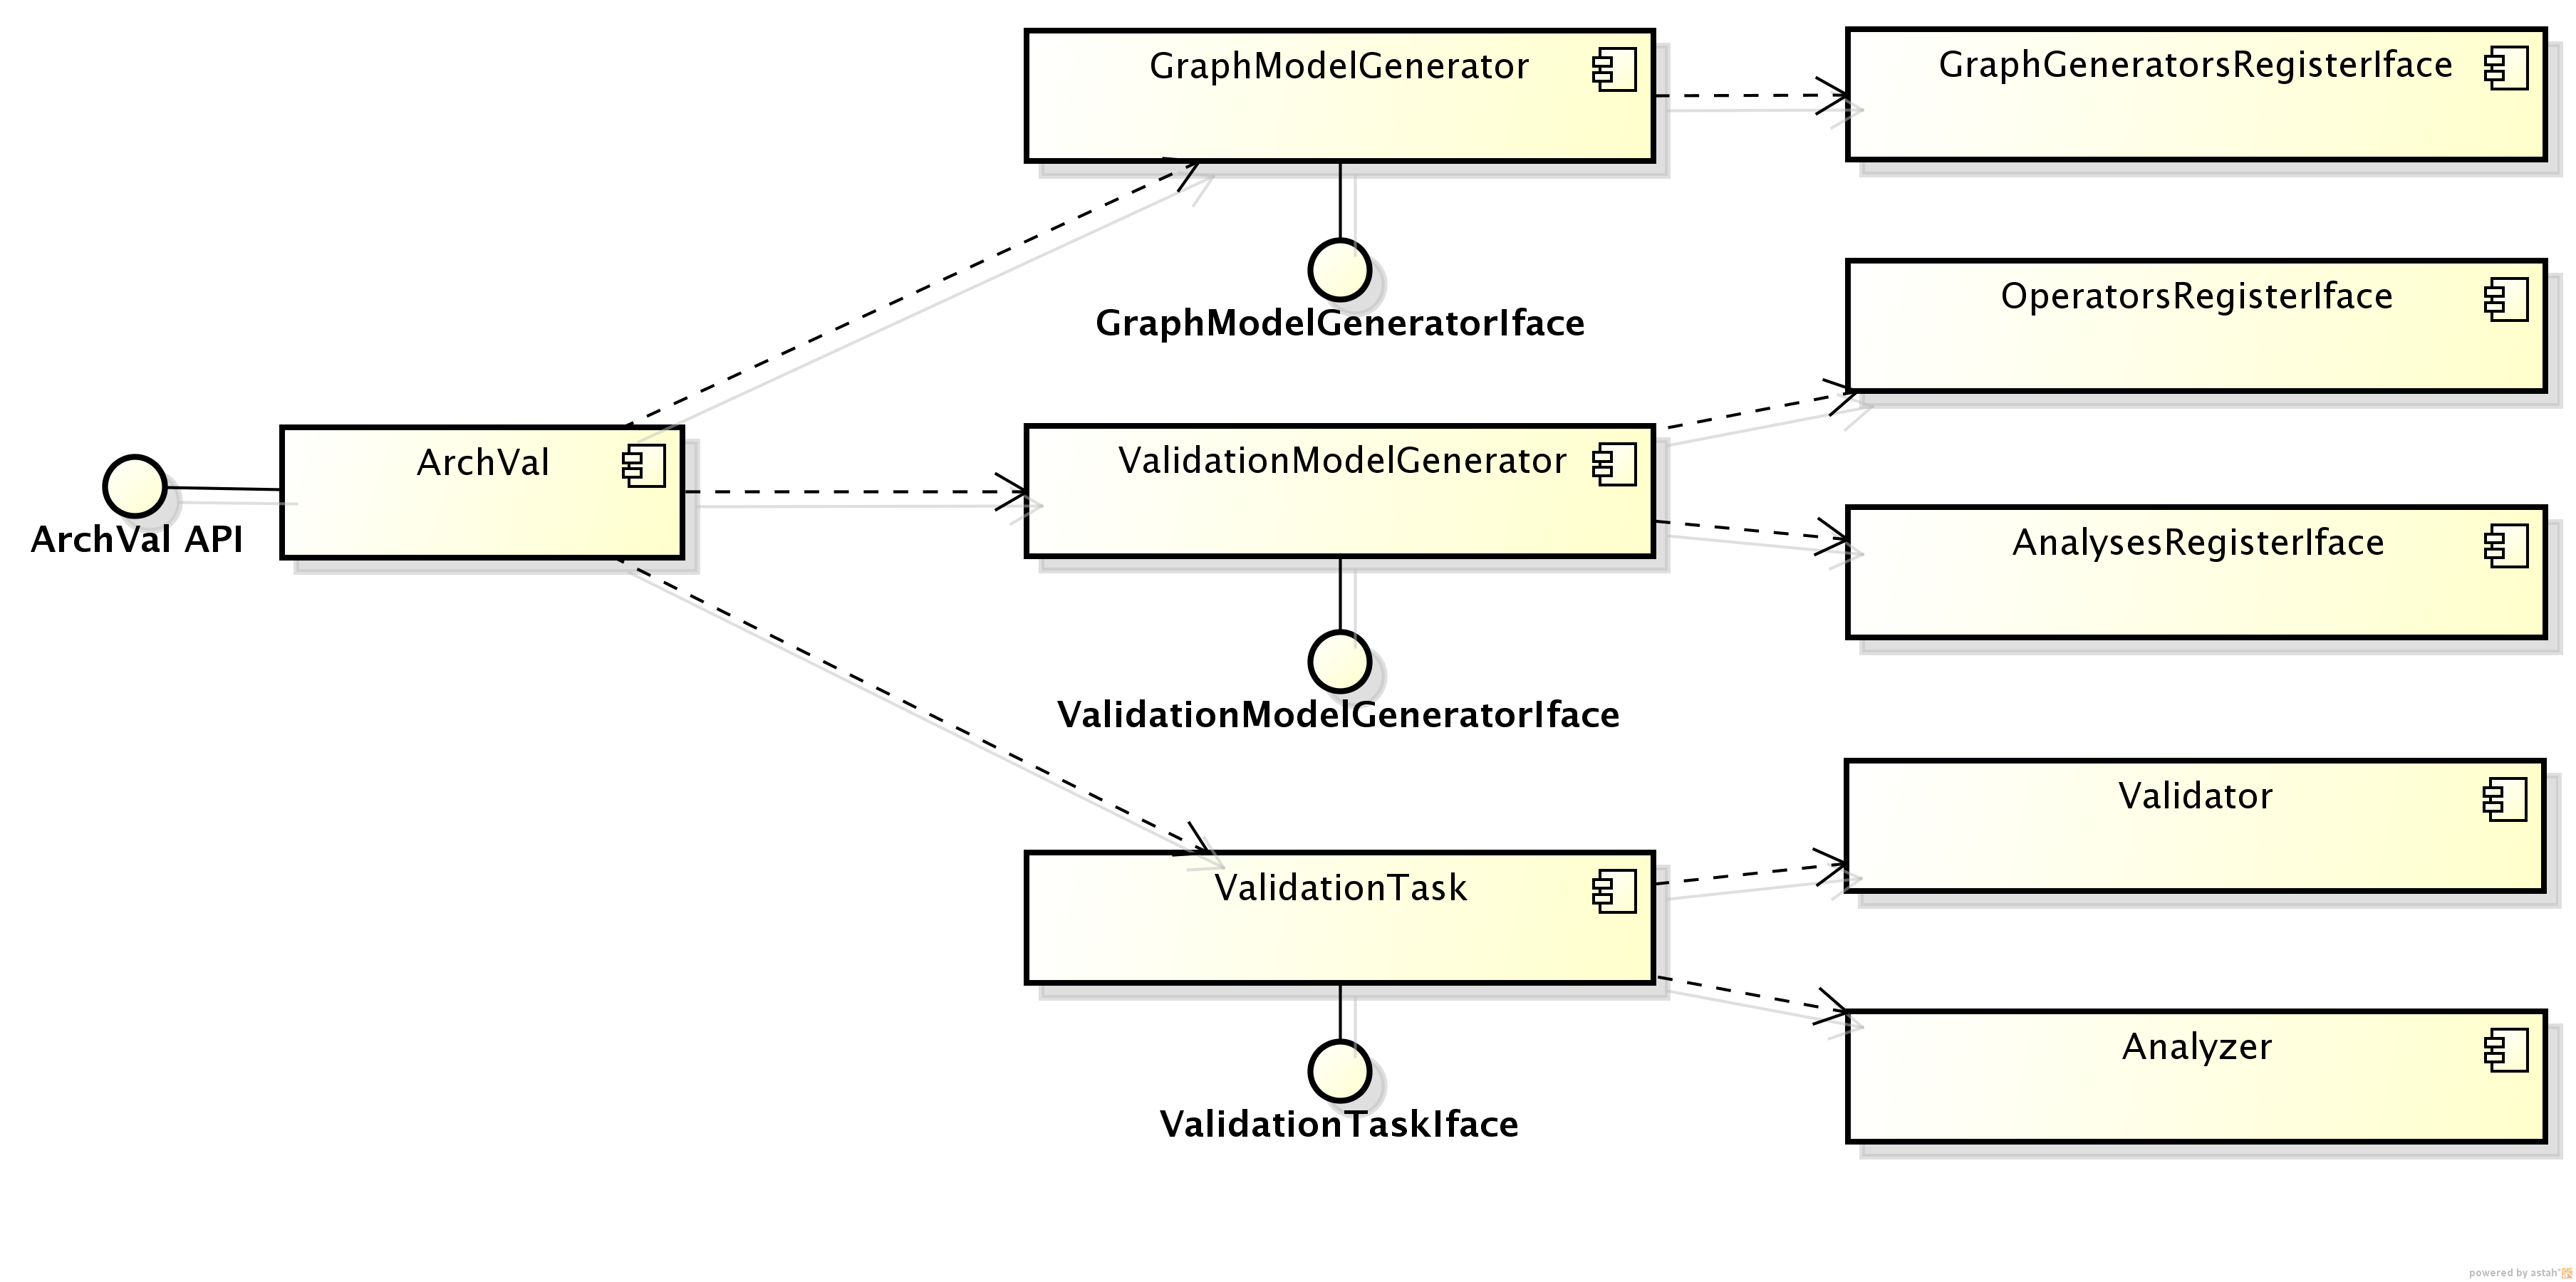 GraphModelGenerator
GraphGeneratorsRegisterIface
OperatorsRegisterIface
GraphModelGeneratorIface
ArchVal
ValidationModelGenerator
ArchVal API
AnalysesRegisterIface
ValidationModelGeneratorIface
Validator
ValidationTask
Analyzer
ValidationTaskIface
powered by astah*